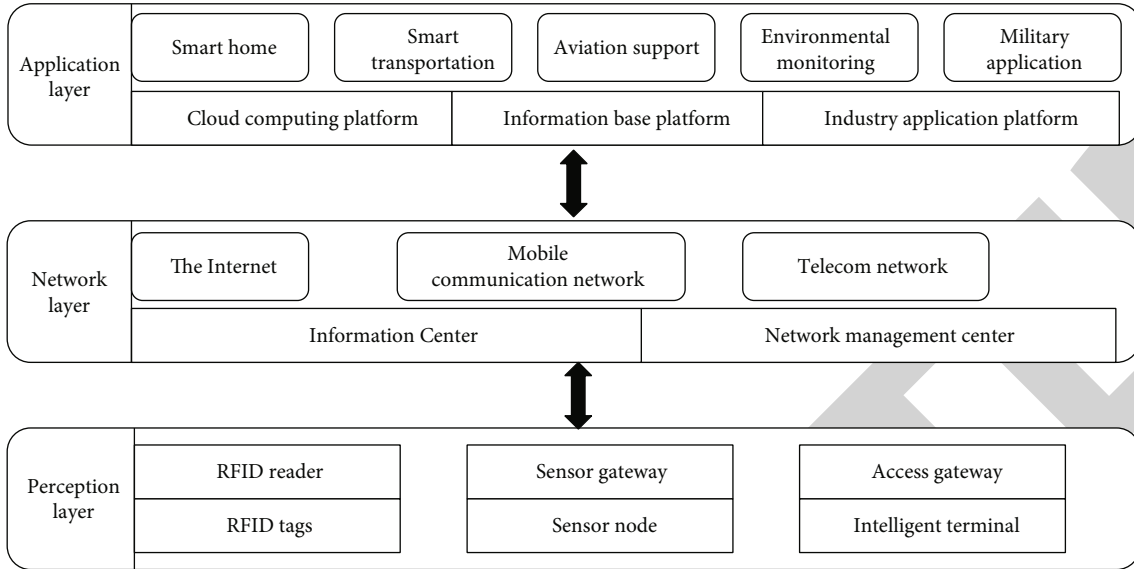 Application
layer
Smart home
Smart
transportation
Aviation support
Environmental
monitoring
Military
application
Cloud computing platform
Information base platform
Industry application platform
Network
layer
The Internet
Mobile
communication network
Telecom network
Information Center
Network management center
Perception
layer
RFID reader
Sensor gateway
Access gateway
RFID tags
Sensor node
Intelligent terminal